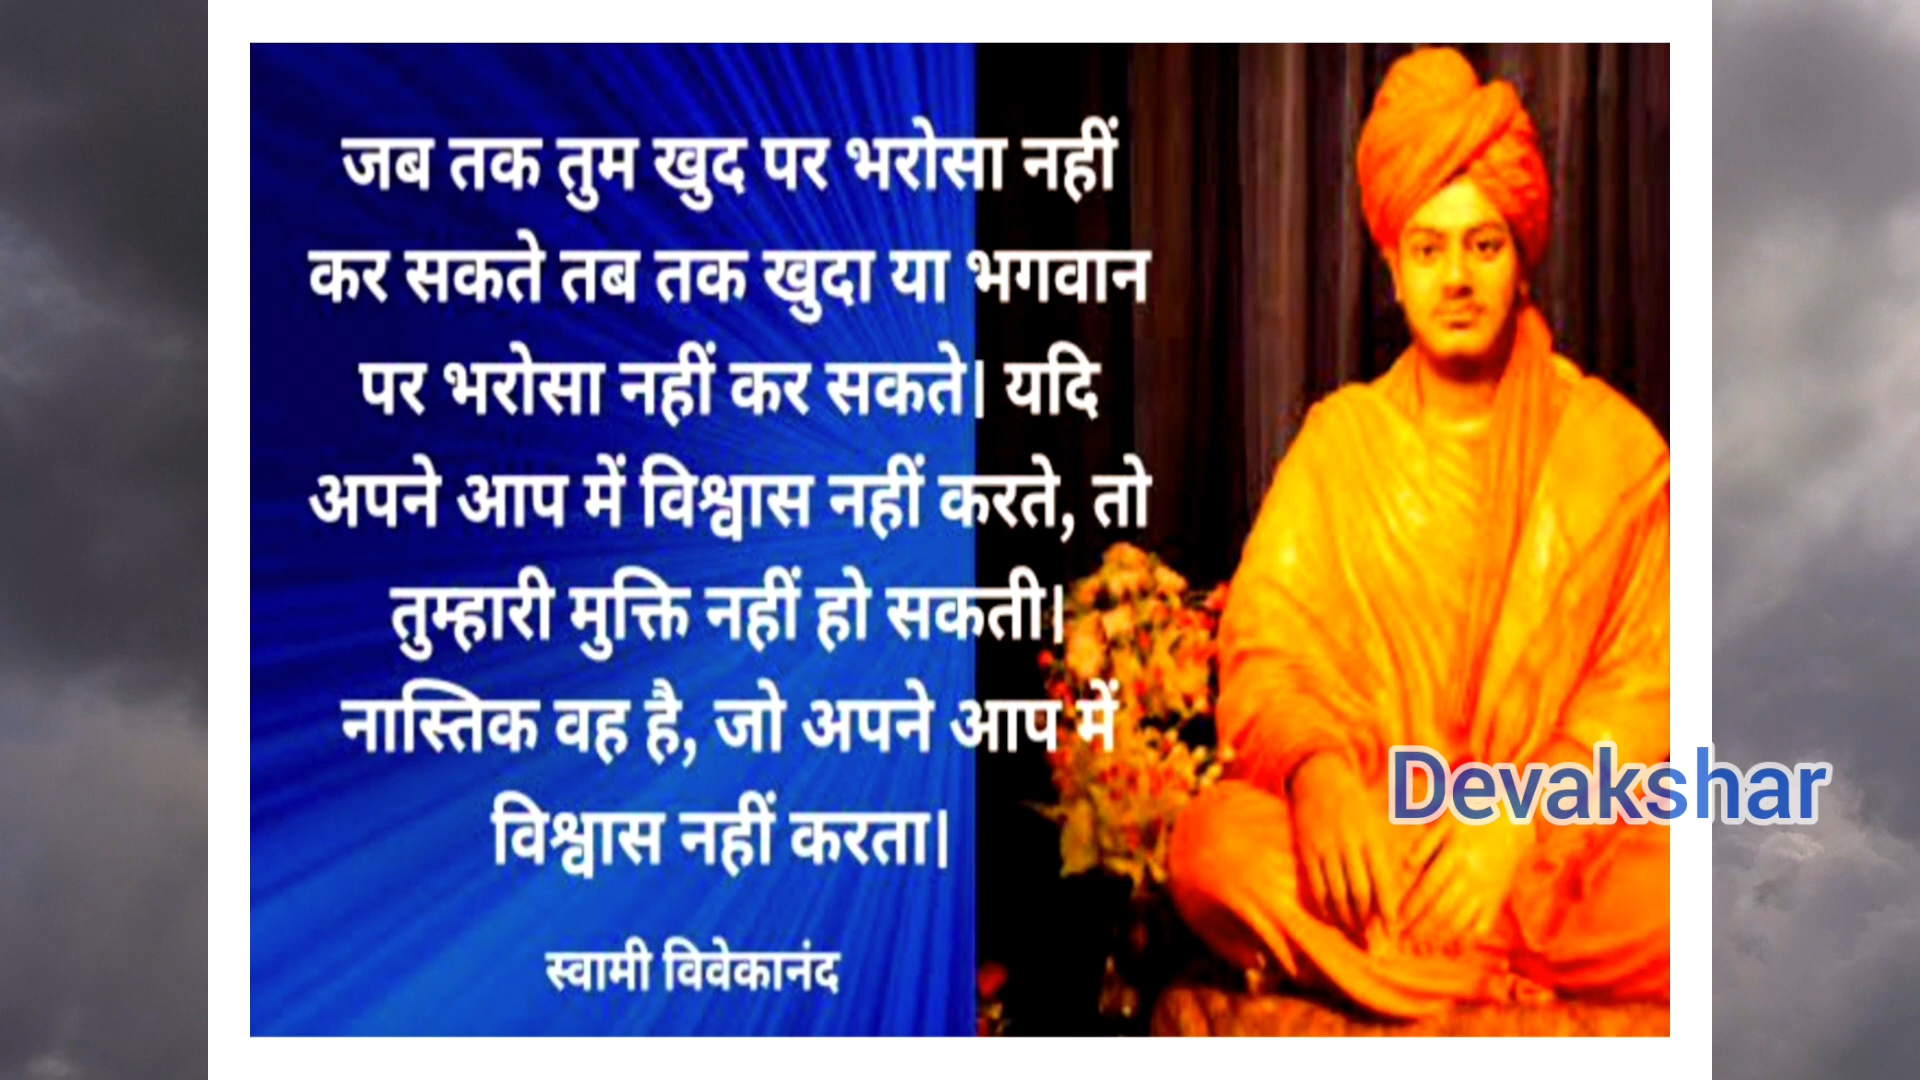 जब तक तुम खुद पर भरोसा नहीं
कर सकते तब तक खुदा या भगवान
पर भरोसा नहीं कर सकते। यदि
अपने आप में विश्वास नहीं करते, तो
तुम्हारी मुक्ति नहीं हो सकती।
नास्तिक वह है, जो अपने आप में
विश्वास नहीं करता।
स्वामी विवेकानंद
Devakshar